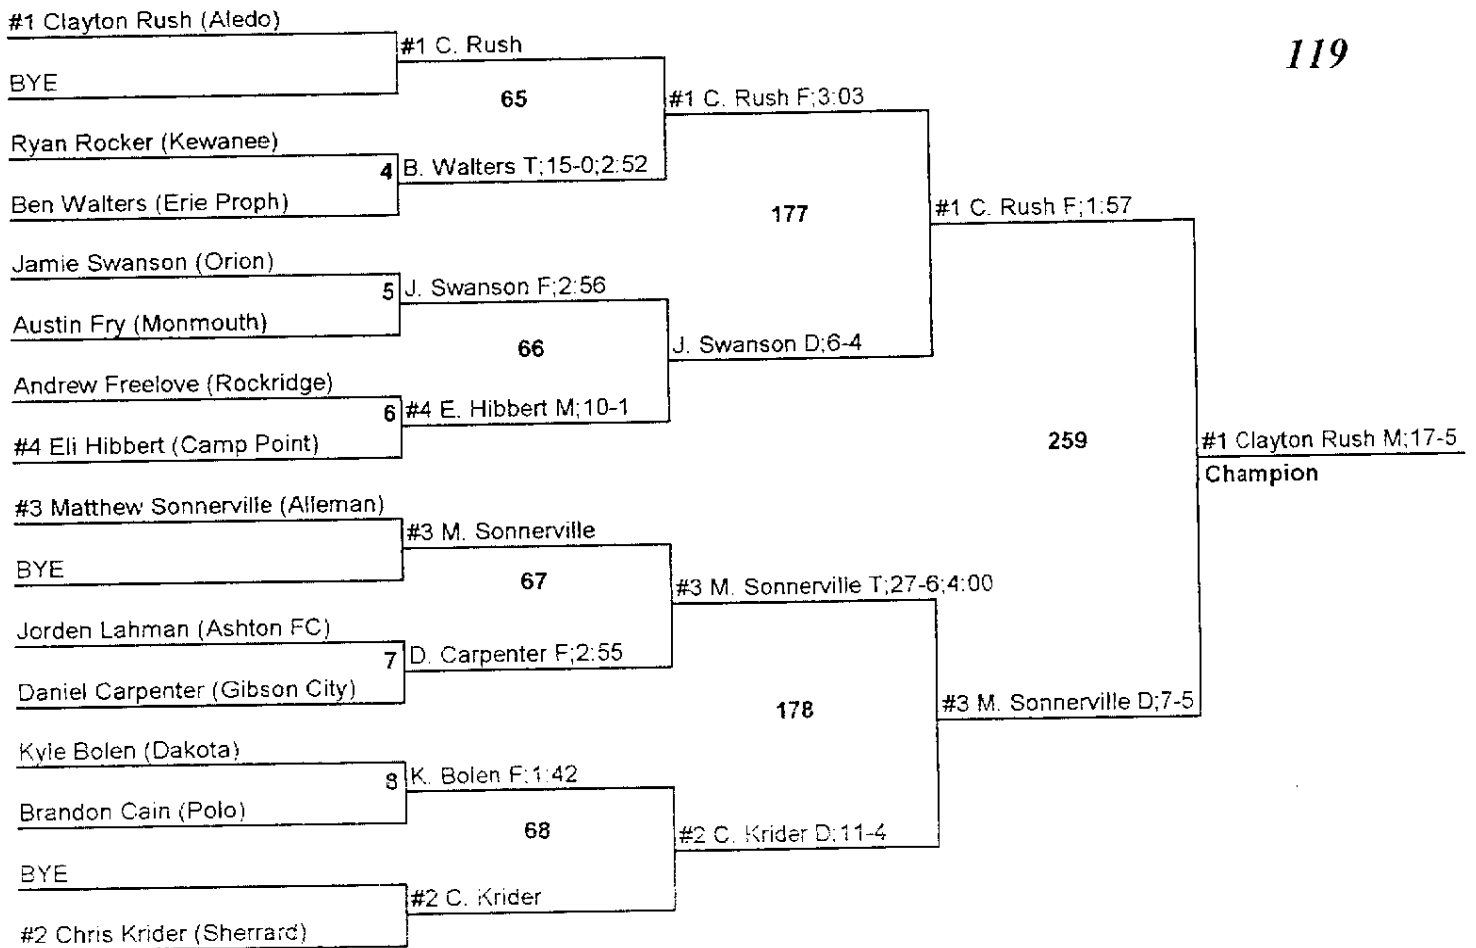 #1 Clayton Rush (Aledo)
#1 C. Rush
119
BYE
65
#1 C. Rush F;3:03
Ryan Rocker (Kewanee)
4 B. Walters T;15-0;2:52
Ben Walters (Erie Proph)
177
#1 C. Rush F;1:57
Jamie Swanson (Orion)
5 J. Swanson F;2:56
Austin Fry (Monmouth)
66
J. Swanson D;6-4
Andrew Freelove (Rockridge)
6 #4 E. Hibbert M;10-1
#4 Eli Hibbert (Camp Point)
259
#1 Clayton Rush M;17-5
Champion
#3 Matthew Sonnerville (Alleman)
#3 M. Sonnerville
BYE
67
#3 M. Sonnerville T;27-6;4:00
Jorden Lahman (Ashton FC)
7 D. Carpenter F;2:55
Daniel Carpenter (Gibson City)
178
#3 M. Sonnerville D;7-5
Kyle Bolen (Dakota)
8 K. Bolen F;1:42
Brandon Cain (Polo)
68
#2 C. Krider D;11-4
BYE
#2 C. Krider
#2 Chris Krider (Sherrard)